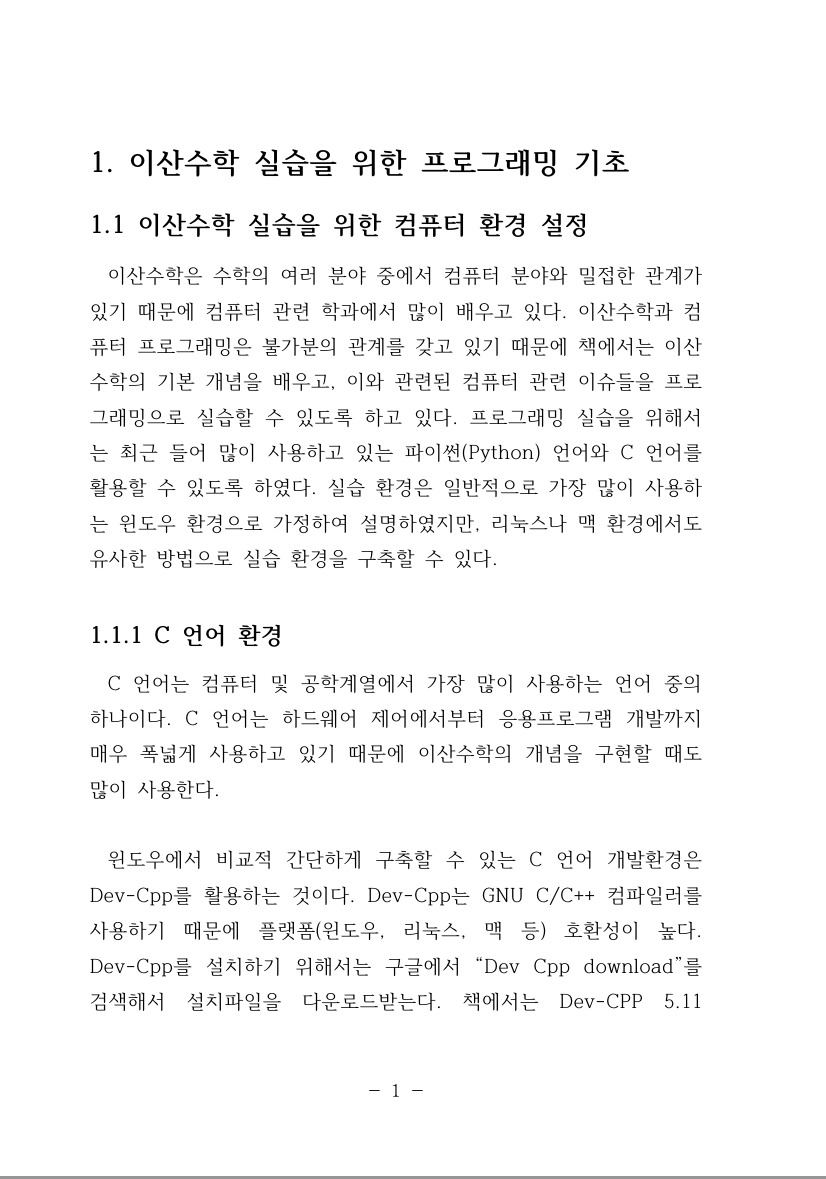 1. 이산수학 실습을 위한 프로그래밍 기초
1.1 이산수학 실습을 위한 컴퓨터 환경 설정
이산수학은 수학의 여러 분야 중에서 컴퓨터 분야와 밀접한 관계가
있기 때문에 컴퓨터 관련 학과에서 많이 배우고 있다. 이산수학과 컴
퓨터 프로그래밍은 불가분의 관계를 갖고 있기 때문에 책에서는 이산
수학의 기본 개념을 배우고, 이와 관련된 컴퓨터 관련 이슈들을 프로
그래밍으로 실습할 수 있도록 하고 있다. 프로그래밍 실습을 위해서
는 최근 들어 많이 사용하고 있는 파이썬(Python) 언어와 C 언어를
활용할 수 있도록 하였다. 실습 환경은 일반적으로 가장 많이 사용하
는 윈도우 환경으로 가정하여 설명하였지만, 리눅스나 맥 환경에서도
유사한 방법으로 실습 환경을 구축할 수 있다.
1.1.1 C 언어 환경
C 언어는 컴퓨터 및 공학계열에서 가장 많이 사용하는 언어 중의
하나이다. C 언어는 하드웨어 제어에서부터 응용프로그램 개발까지
매우 폭넓게 사용하고 있기 때문에 이산수학의 개념을 구현할 때도
많이 사용한다.
윈도우에서 비교적 간단하게 구축할 수 있는 C 언어 개발환경은
Dev-Cpp를 활용하는 것이다. Dev-Cpp는 GNU C/C++ 컴파일러를
사용하기 때문에 플랫폼(윈도우, 리눅스, 맥 등) 호환성이 높다.
Dev-Cpp를 설치하기 위해서는 구글에서 “Dev Cpp download”를
검색해서 설치파일을 다운로드받는다. 책에서는 Dev-CPP 5.11
- 1 -